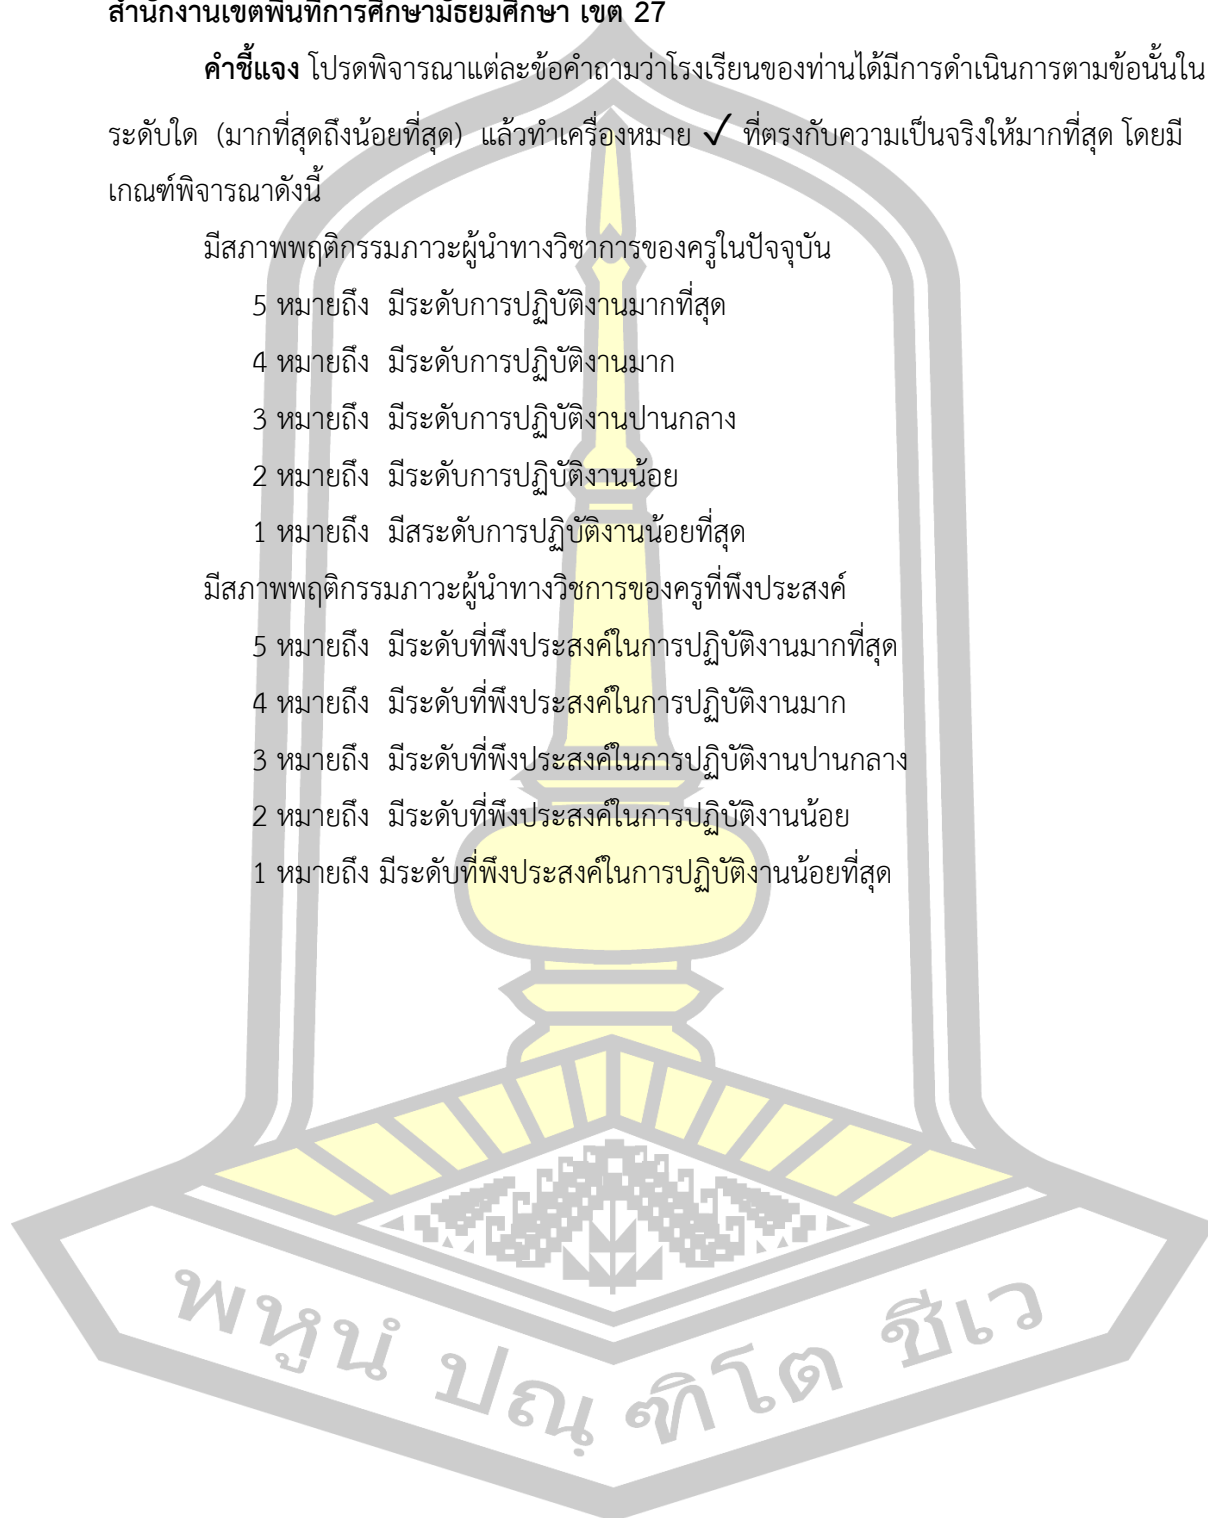 สำนักงานเขตพื้นที่การศึกษามัธยมศึกษา เขต 27
คำชี้แจง โปรดพิจารณาแต่ละข้อคำถามว่าโรงเรียนของท่านได้มีการดำเนินการตามข้อนั้นใน
ระดับใด (มากที่สุดถึงน้อยที่สุด) แล้วทำเครื่องหมาย ✓ ที่ตรงกับความเป็นจริงให้มากที่สุด โดยมี
เกณฑ์พิจารณาดังนี้
มีสภาพพฤติกรรมภาวะผู้นำทางวิชาการของครูในปัจจุบัน
5 หมายถึง มีระดับการปฏิบัติงานมากที่สุด
4 หมายถึง มีระดับการปฏิบัติงานมาก
3 หมายถึง มีระดับการปฏิบัติงานปานกลาง
2 หมายถึง มีระดับการปฏิบัติงานน้อย
1 หมายถึง มีสระดับการปฏิบัติงานน้อยที่สุด
มีสภาพพฤติกรรมภาวะผู้นำทางวิชการของครูที่พึงประสงค์
5 หมายถึง มีระดับที่พึงประสงค์ในการปฏิบัติงานมากที่สุด
4 หมายถึง มีระดับที่พึงประสงค์ในการปฏิบัติงานมาก
3 หมายถึง มีระดับที่พึงประสงค์ในการปฏิบัติงานปานกลาง
2 หมายถึง มีระดับที่พึงประสงค์ในการปฏิบัติงานน้อย
1 หมายถึง มีระดับที่พึงประสงค์ในการปฏิบัติงานน้อยที่สุด
พหูนํ ปณฺฑิโต ชีเว